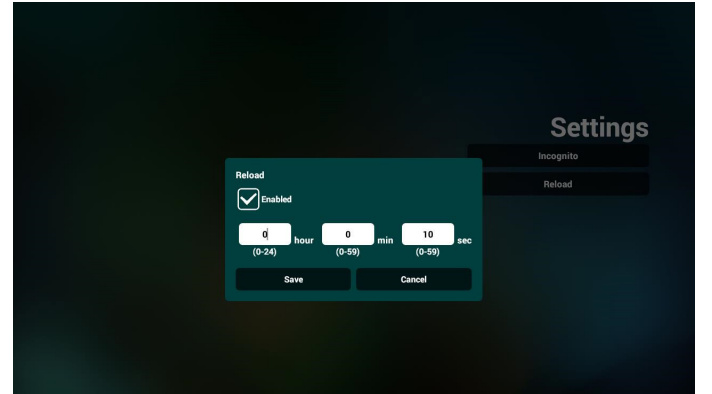 Settings
Incognito
Reload
Reload
Enabled
0 hour 0 min 10 sec
(0-24) (0-59) (0-59)
Save Cancel